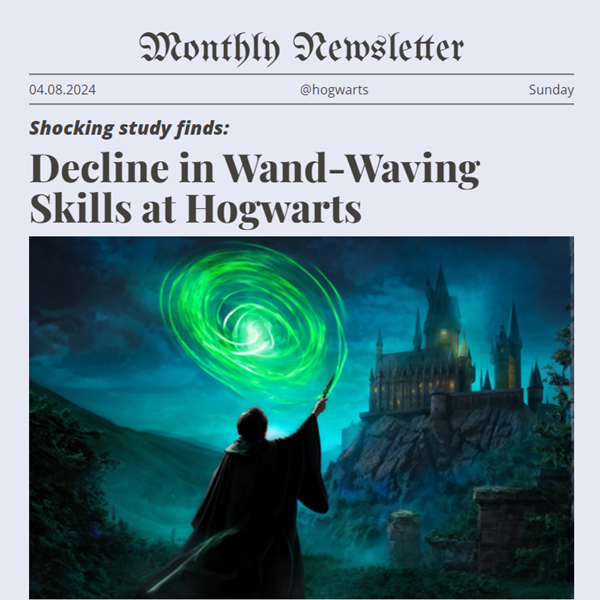 Monthly Newsletter
04.08.2024 @hogwarts Sunday
Shocking study finds:
Decline in Wand-Waving
Skills at Hogwarts